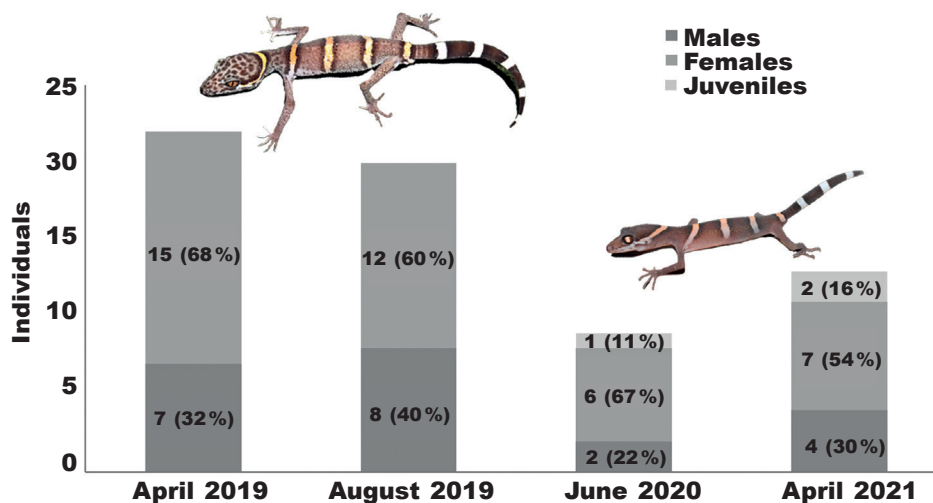 Males
Females
Juveniles
Individuals
25
30
15
10
5
0
15 (68%)
7 (32%)
12 (60%)
8 (40%)
1 (11%)
6 (67%)
2 (22%)
2 (16%)
7 (54%)
4 (30%)
April 2019
August 2019
June 2020
April 2021